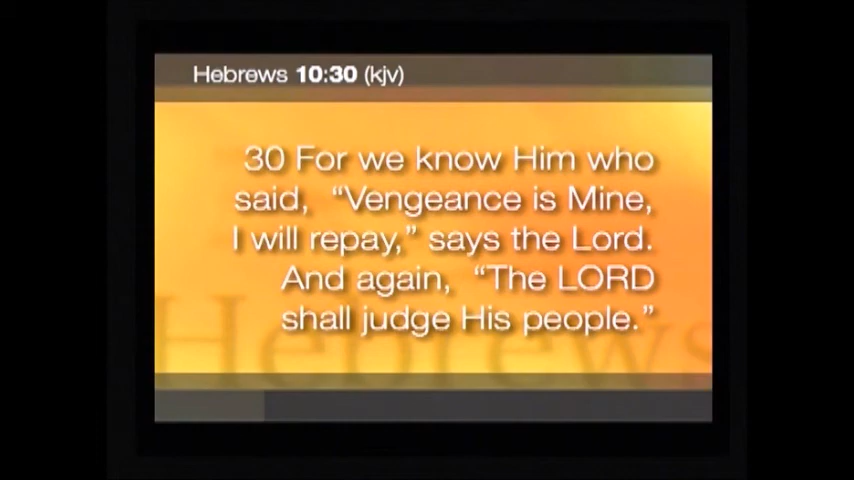 Hebrews 10:30 (kjv)
30 For we know Him who
said, “Vengeance is Mine,
I will repay,” says the Lord.
And again, “The LORD
shall judge His people.”
Hebrews